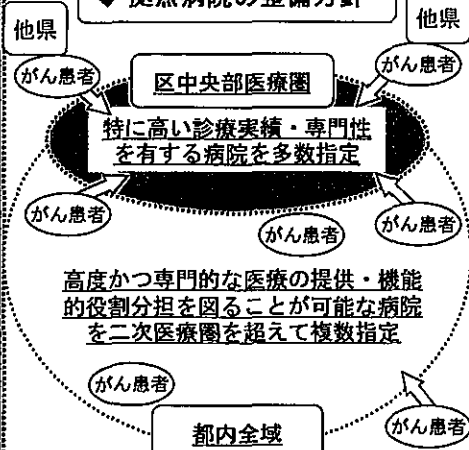 ◆ 拠点病院の整備方針
他県
他県
がん患者
がん患者
区中央部医療圏
特に高い診療実績・専門性
を有する病院を多数指定
がん患者
がん患者
がん患者
高度かつ専門的な医療の提供・機能
的役割分担を図ることが可能な病院
を二次医療圏を超えて複数指定
がん患者
がん患者
都内全域